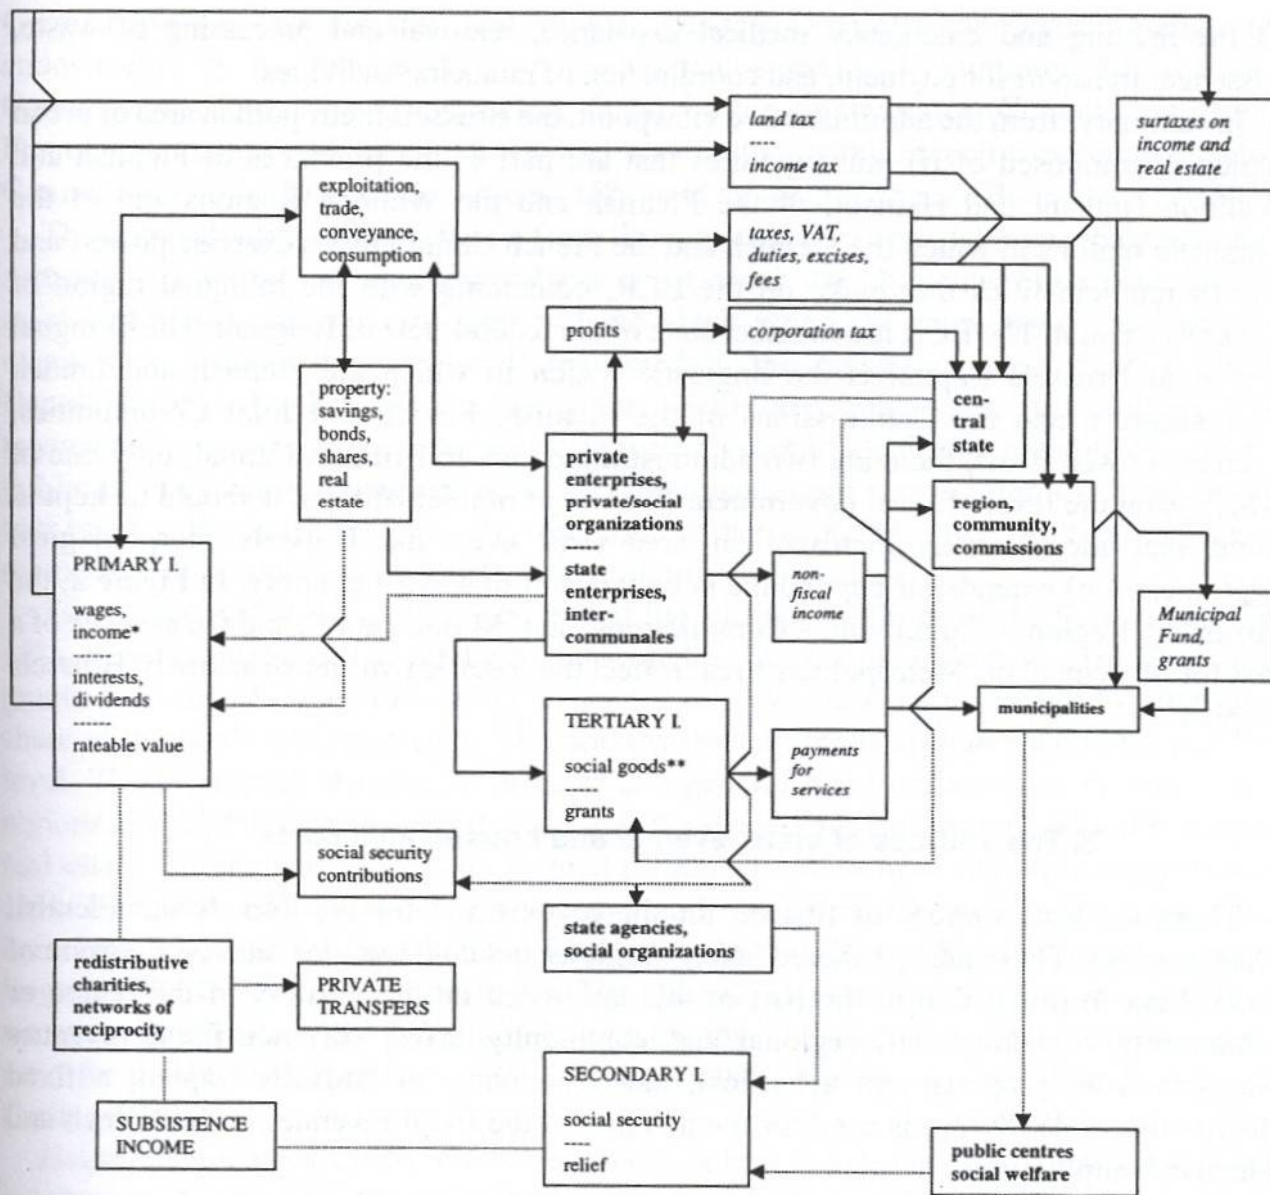 land tax
----
income tax
surtaxes on
income and
real estate
exploitation,
trade,
conveyance,
consumption
taxes, VAT,
duties, excises,
fees
profits
corporation tax
property:
savings,
bonds,
shares,
real
estate
cen-
tral
state
private
enterprises,
private/social
organizations
-----
state
enterprises,
inter-
communales
region,
community,
commissions
PRIMARY I.
wages,
income*
-----
interests,
dividends
-----
rateable value
non-
fiscal
income
Municipal
Fund,
grants
municipalities
TERTIARY I.
social goods**
-----
grants
payments
for
services
social security
contributions
state agencies,
social organizations
redistributive
charities,
networks of
reciprocity
PRIVATE
TRANSFERS
SECONDARY I.
social security
----
relief
SUBSISTENCE
INCOME
public centres
social welfare